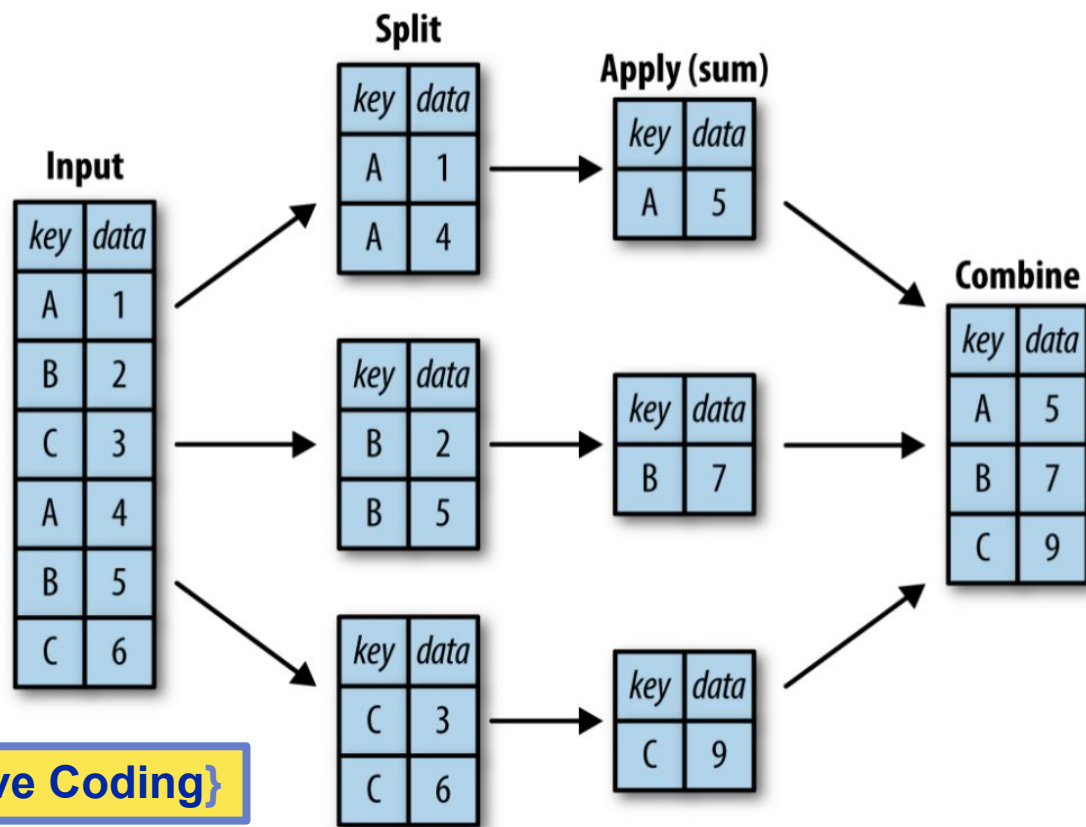 Input
key data
A 1
B 2
C 3
A 4
B 5
C 6
Split
key data
A 1
A 4
key data
B 2
B 5
key data
C 3
C 6
Apply (sum)
key data
A 5
key data
B 7
key data
C 9
Combine
key data
A 5
B 7
C 9
ve Coding}